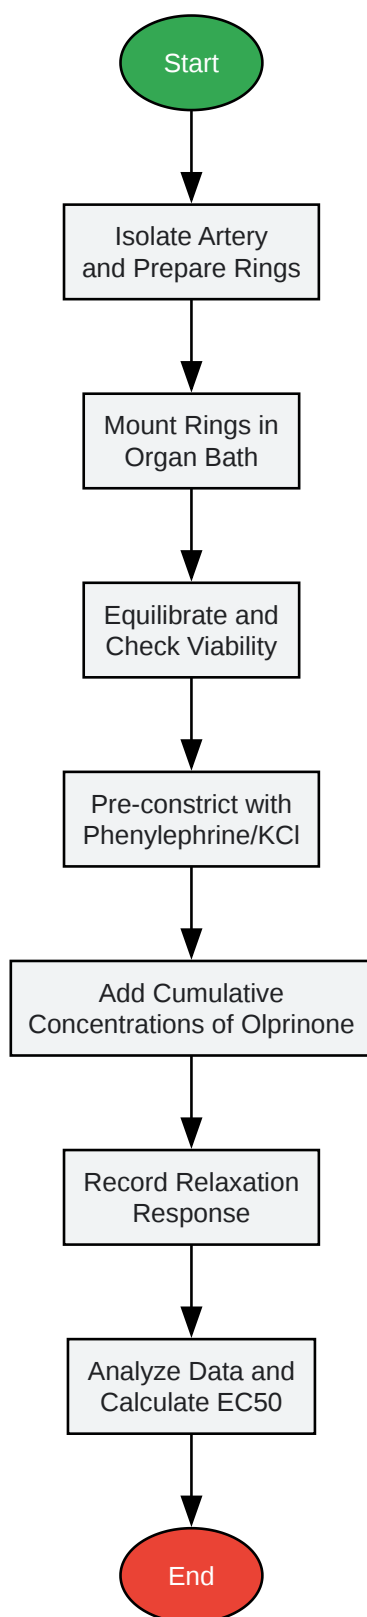 Start
Isolate Artery
and Prepare Rings
Mount Rings in
Organ Bath
Equilibrate and
Check Viability
Pre-constrict with
Phenylephrine/KCl
Add Cumulative
Concentrations of Olprinone
Record Relaxation
Response
Analyze Data and
Calculate EC50
End